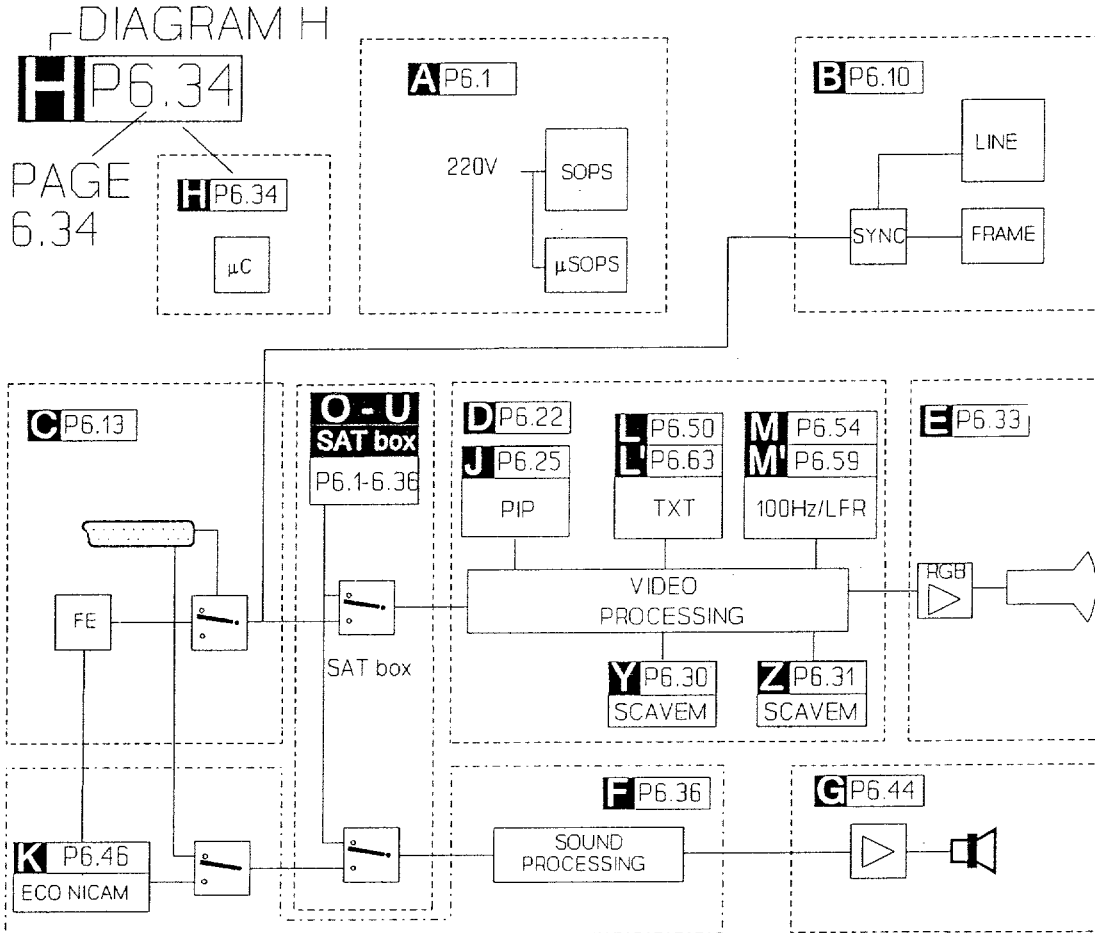 DIAGRAM H
H P6.34
PAGE
6.34
H P6.34
µC
A P6.1
220V
SOPS
µSOPS
B P6.10
LINE
SYNC
FRAME
C P6.13
FE
O - U
SAT box
P6.1-6.36
SAT box
D P6.22
J P6.25
PIP
L P6.50
L' P6.63
TXT
M P6.54
M' P6.59
100Hz/LFR
VIDEO
PROCESSING
Y P6.30
SCAVEM
Z P6.31
SCAVEM
E P6.33
RGB
K P6.46
ECO NICAM
F P6.36
SOUND
PROCESSING
G P6.44